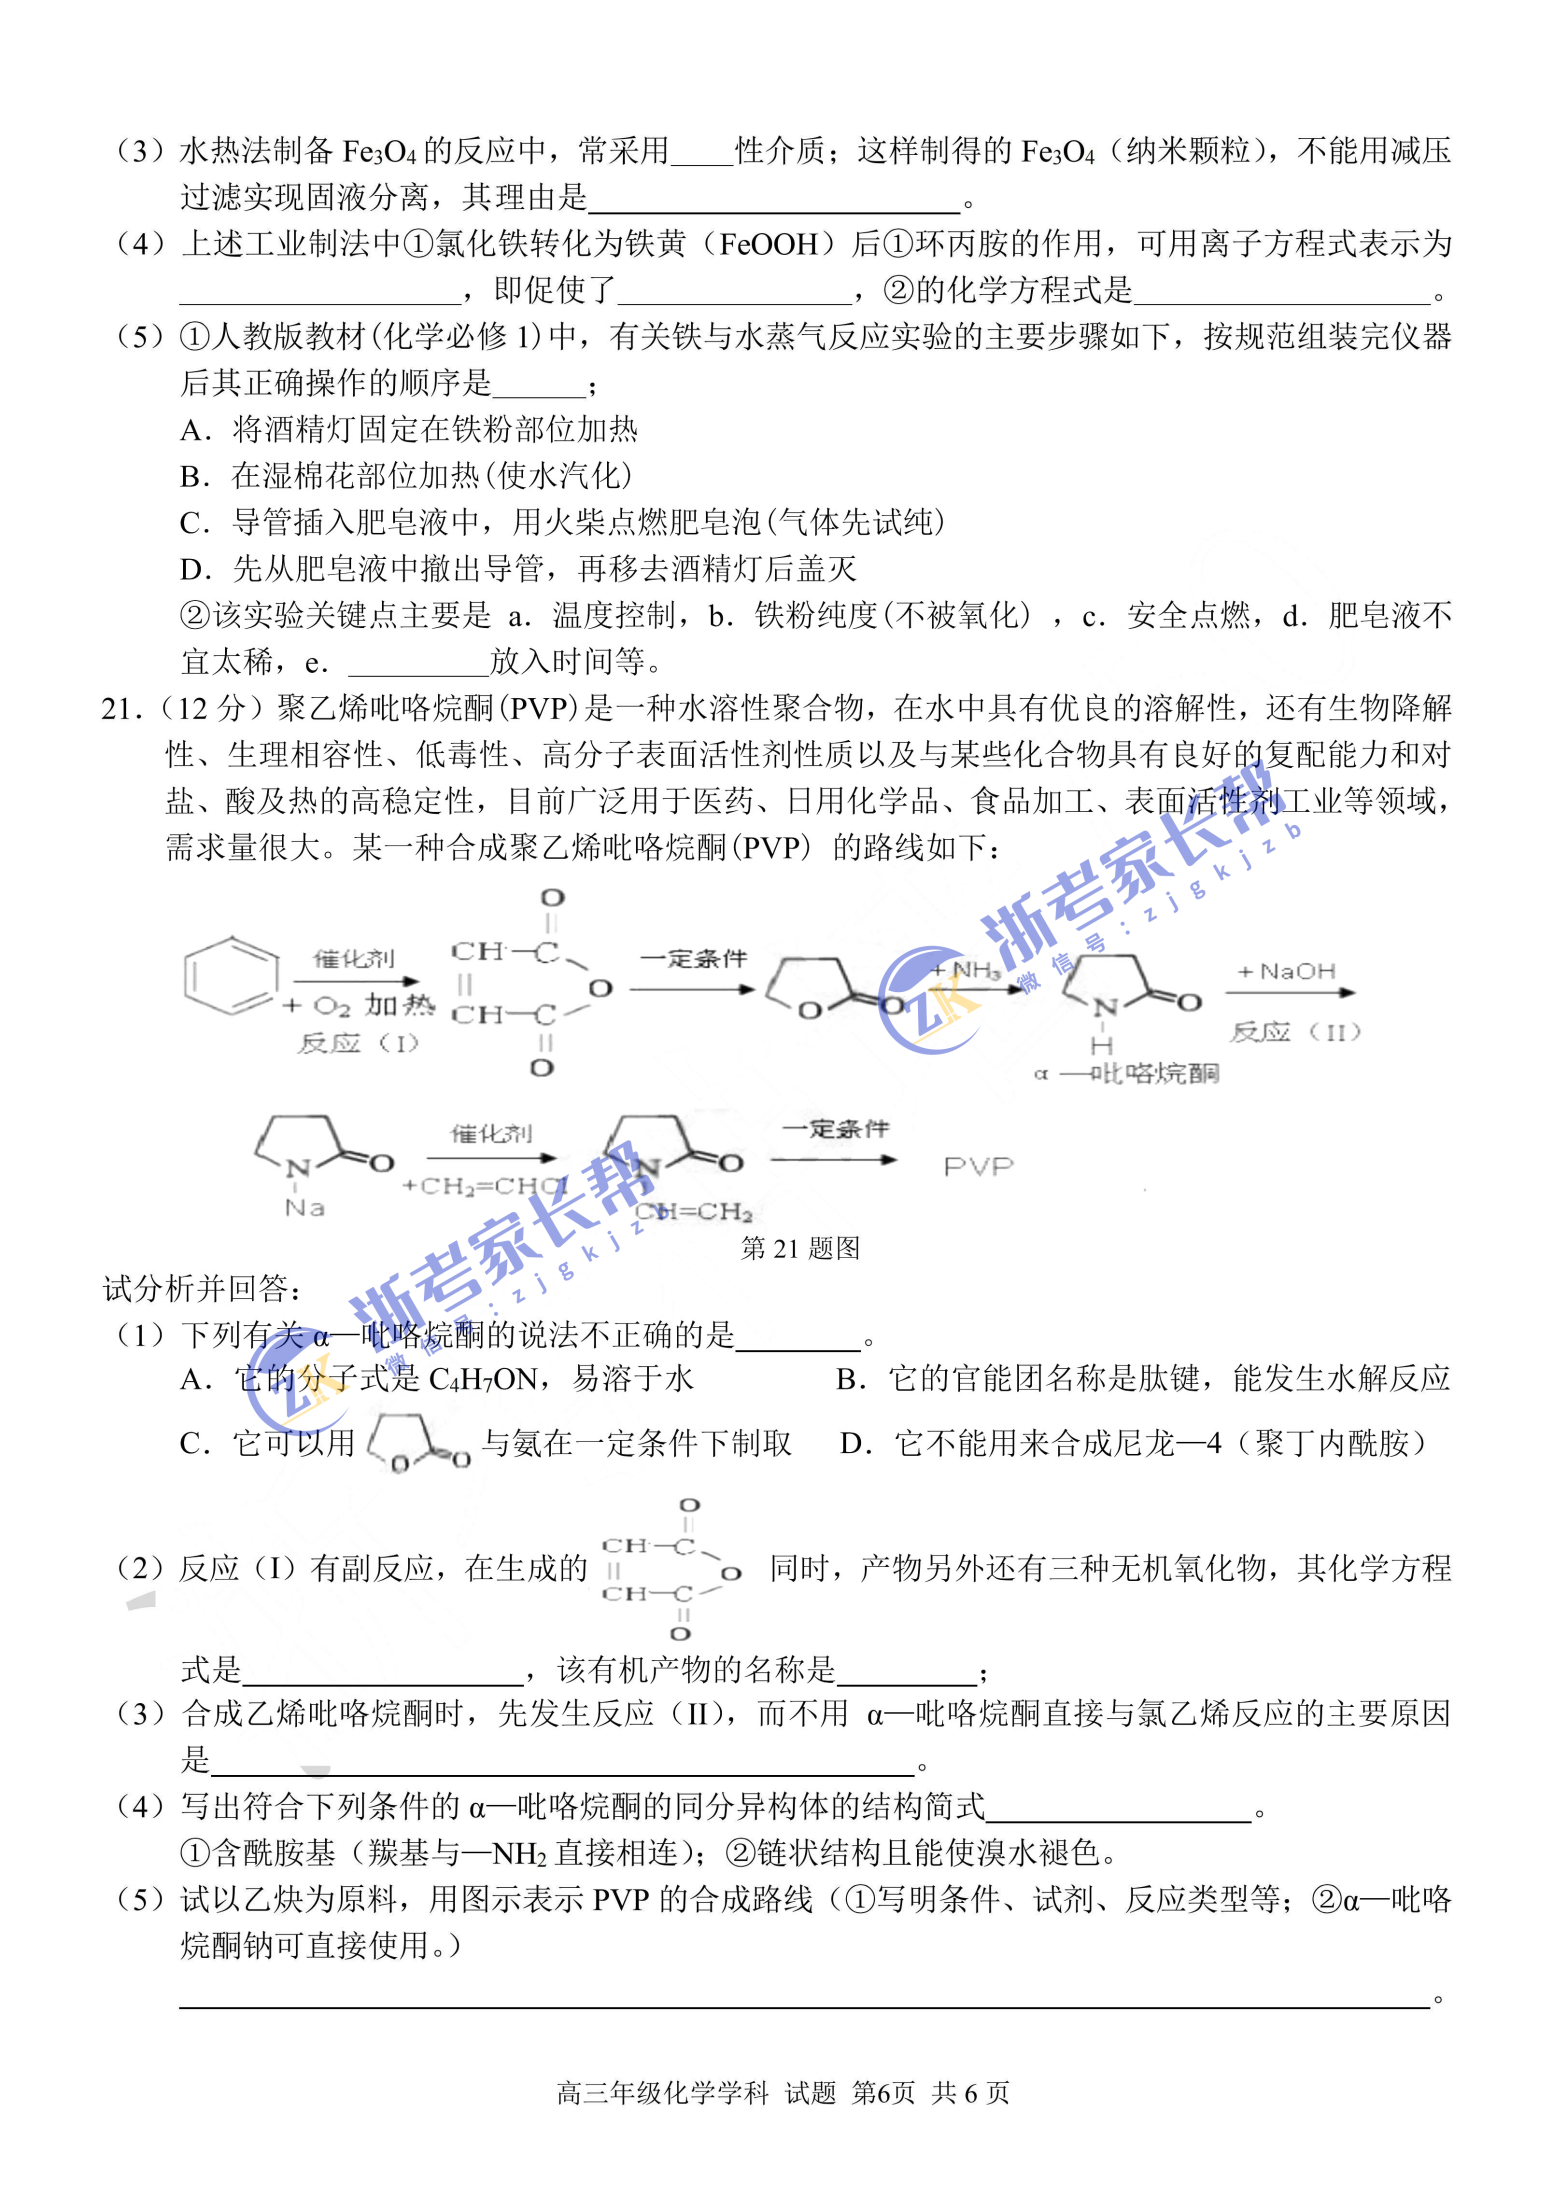 （3）水热法制备 Fe₃O₄ 的反应中，常采用____性介质；这样制得的 Fe₃O₄（纳米颗粒），不能用减压
过滤实现固液分离，其理由是________________________。
（4）上述工业制法中①氯化铁转化为铁黄（FeOOH）后①环丙胺的作用，可用离子方程式表示为
__________________，即促使了_______________，②的化学方程式是___________________。
（5）①人教版教材(化学必修 1)中，有关铁与水蒸气反应实验的主要步骤如下，按规范组装完仪器
后其正确操作的顺序是______；
A．将酒精灯固定在铁粉部位加热
B．在湿棉花部位加热(使水汽化)
C．导管插入肥皂液中，用火柴点燃肥皂泡(气体先试纯)
D．先从肥皂液中撤出导管，再移去酒精灯后盖灭
②该实验关键点主要是 a．温度控制，b．铁粉纯度(不被氧化)，c．安全点燃，d．肥皂液不
宜太稀，e．_________放入时间等。
21.（12 分）聚乙烯吡咯烷酮(PVP)是一种水溶性聚合物，在水中具有优良的溶解性，还有生物降解
性、生理相容性、低毒性、高分子表面活性剂性质以及与某些化合物具有良好的复配能力和对
盐、酸及热的高稳定性，目前广泛用于医药、日用化学品、食品加工、表面活性剂工业等领域，
需求量很大。某一种合成聚乙烯吡咯烷酮(PVP) 的路线如下：
催化剂
+ O₂ 加热
反应（I）
O
||
CH—C
||
O
CH—C
||
O
一定条件
O
O
+ NH₃
N
O
H
α —吡咯烷酮
+ NaOH
反应（II）
N
O
Na
催化剂
+CH₂=CHCl
N
O
CH=CH₂
一定条件
PVP
第 21 题图
试分析并回答：
（1）下列有关 α—吡咯烷酮的说法不正确的是________。
A．它的分子式是 C₄H₇ON，易溶于水 B．它的官能团名称是肽键，能发生水解反应
C．它可以用 O O 与氨在一定条件下制取 D．它不能用来合成尼龙—4（聚丁内酰胺）
O
||
CH—C
（2）反应（I）有副反应，在生成的 || O 同时，产物另外还有三种无机氧化物，其化学方程
CH—C
||
O
式是__________________，该有机产物的名称是_________；
（3）合成乙烯吡咯烷酮时，先发生反应（II），而不用 α—吡咯烷酮直接与氯乙烯反应的主要原因
是_____________________________________________。
（4）写出符合下列条件的 α—吡咯烷酮的同分异构体的结构简式_________________。
①含酰胺基（羰基与—NH₂ 直接相连）；②链状结构且能使溴水褪色。
（5）试以乙炔为原料，用图示表示 PVP 的合成路线（①写明条件、试剂、反应类型等；②α—吡咯
烷酮钠可直接使用。）
________________________________________________________________________________。
高三年级化学学科 试题 第6页 共 6 页
浙考家长帮
微信号：zjgkjzb
ZK
浙考家长帮
微信号：zjgkjzb
ZK